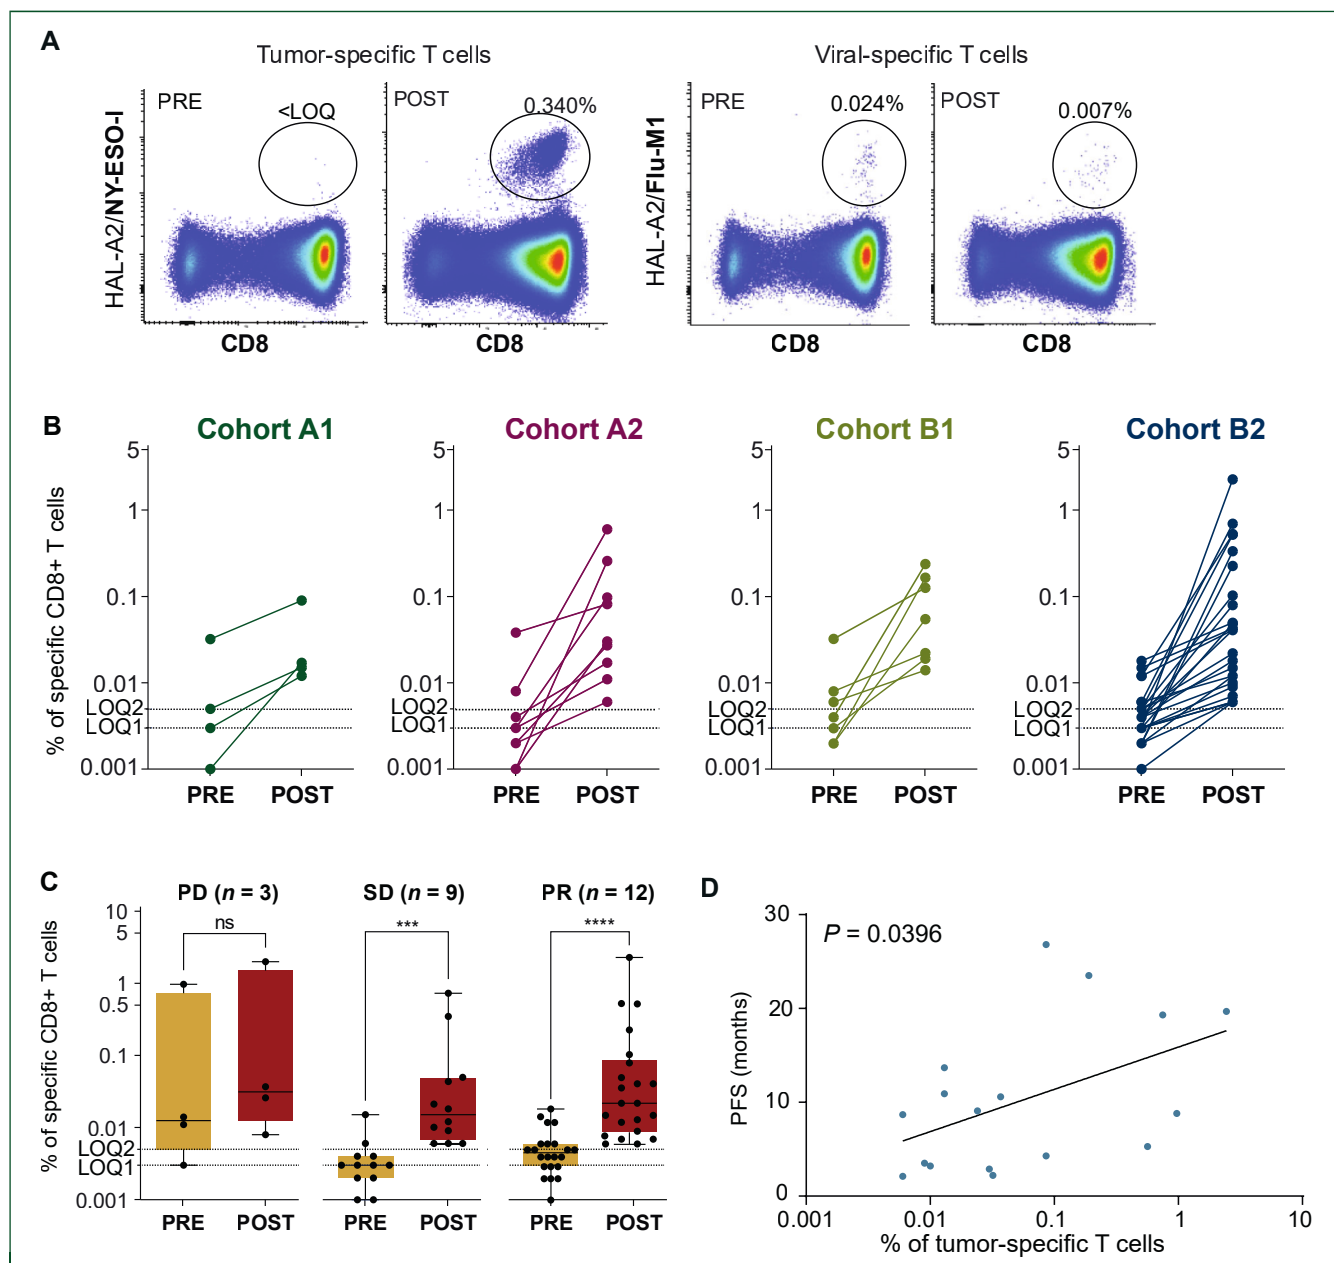 A
Tumor-specific T cells
Viral-specific T cells
PRE
<LOQ
POST
0.340%
PRE
0.024%
POST
0.007%
HAL-A2/NY-ESO-I
HAL-A2/Flu-M1
CD8
CD8
CD8
CD8
B
Cohort A1
Cohort A2
Cohort B1
Cohort B2
% of specific CD8+ T cells
5
1
0.1
0.01
LOQ2
LOQ1
0.001
PRE
POST
5
1
0.1
0.01
LOQ2
LOQ1
0.001
PRE
POST
5
1
0.1
0.01
LOQ2
LOQ1
0.001
PRE
POST
5
1
0.1
0.01
LOQ2
LOQ1
0.001
PRE
POST
C
PD (n = 3)
SD (n = 9)
PR (n = 12)
% of specific CD8+ T cells
10
5
1
0.5
0.1
0.01
LOQ2
LOQ1
0.001
ns
***
****
PRE
POST
PRE
POST
PRE
POST
D
P = 0.0396
PFS (months)
30
20
10
0
0.001
0.01
0.1
1
10
% of tumor-specific T cells